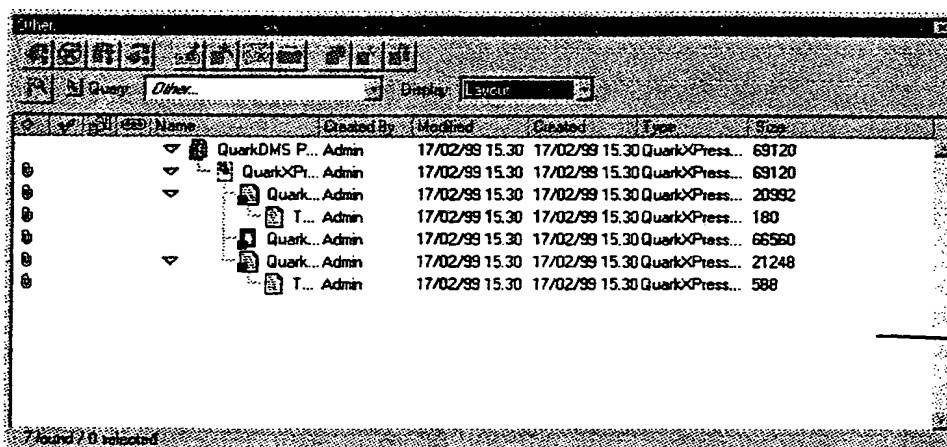 Other
Query: Other... Display: Layout
Name Created By Modified Created Type Size
QuarkDMS P... Admin 17/02/99 15.30 17/02/99 15.30 QuarkXPress... 69120
QuarkXPr... Admin 17/02/99 15.30 17/02/99 15.30 QuarkXPress... 69120
Quark... Admin 17/02/99 15.30 17/02/99 15.30 QuarkXPress... 20992
T... Admin 17/02/99 15.30 17/02/99 15.30 QuarkXPress... 180
Quark... Admin 17/02/99 15.30 17/02/99 15.30 QuarkXPress... 66560
Quark... Admin 17/02/99 15.30 17/02/99 15.30 QuarkXPress... 21248
T... Admin 17/02/99 15.30 17/02/99 15.30 QuarkXPress... 588
7 found / 0 selected